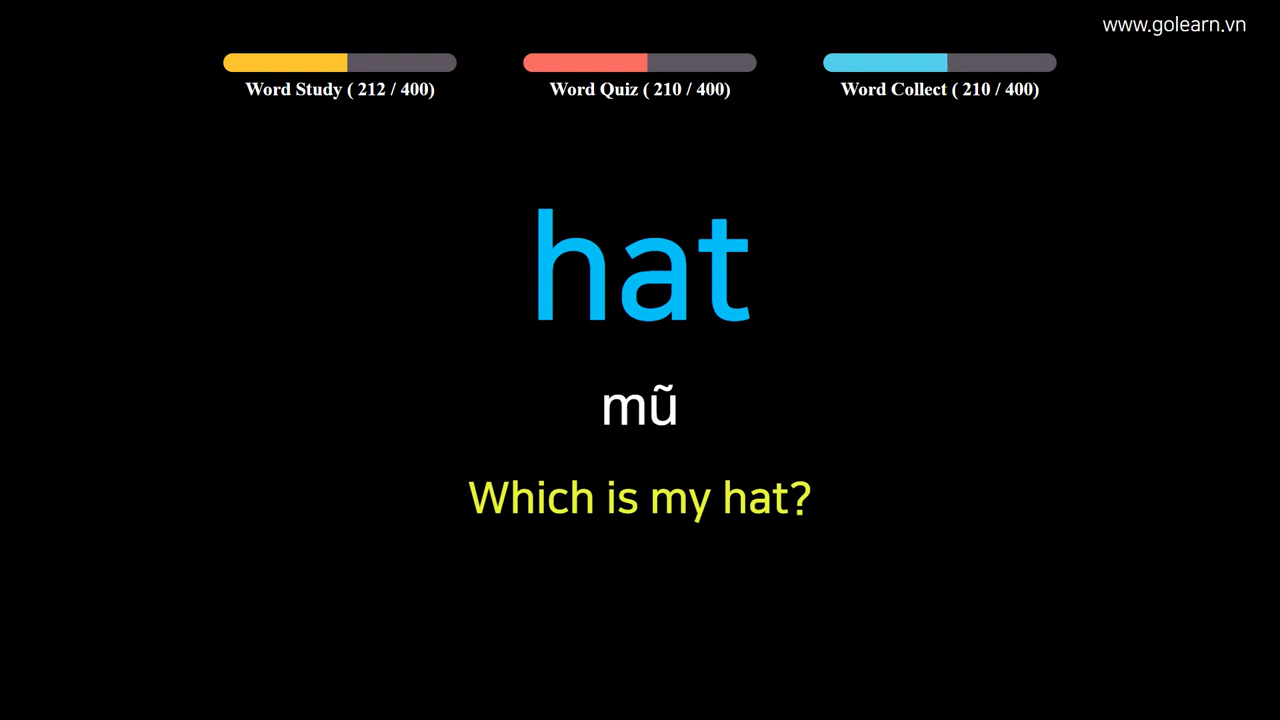 www.golearn.vn
Word Study ( 212 / 400)
Word Quiz ( 210 / 400)
Word Collect ( 210 / 400)
hat
mũ
Which is my hat?